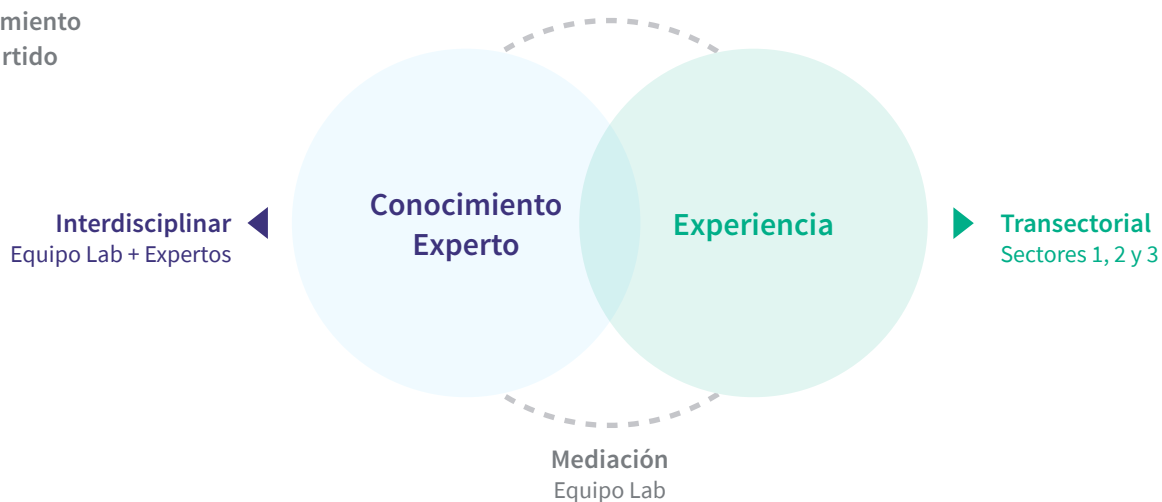 miento
rtido
Conocimiento
Experto
Experiencia
Interdisciplinar
Equipo Lab + Expertos
Transectorial
Sectores 1, 2 y 3
Mediación
Equipo Lab